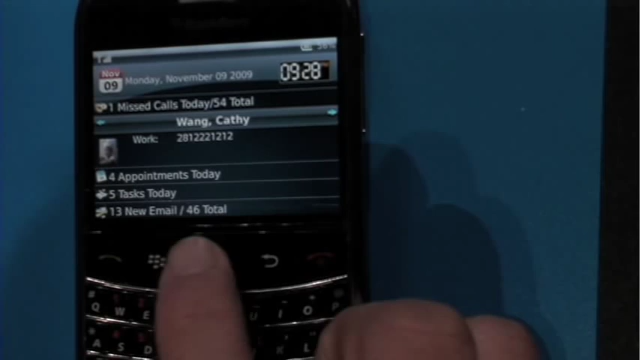 Nov
09
Monday, November 09 2009
09:28
1 Missed Calls Today/54 Total
Wang, Cathy
Work: 2812221212
4 Appointments Today
5 Tasks Today
13 New Email / 46 Total
Q W E U I O P
A S D